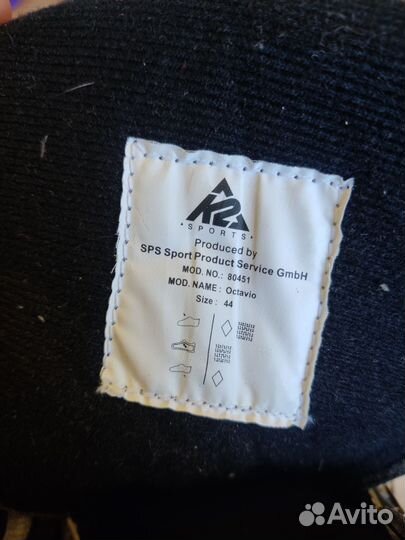 K2
·SPORTS·
Produced by
SPS Sport Product Service GmbH
MOD. NO.: 80451
MOD. NAME : Octavio
Size : 44
Avito